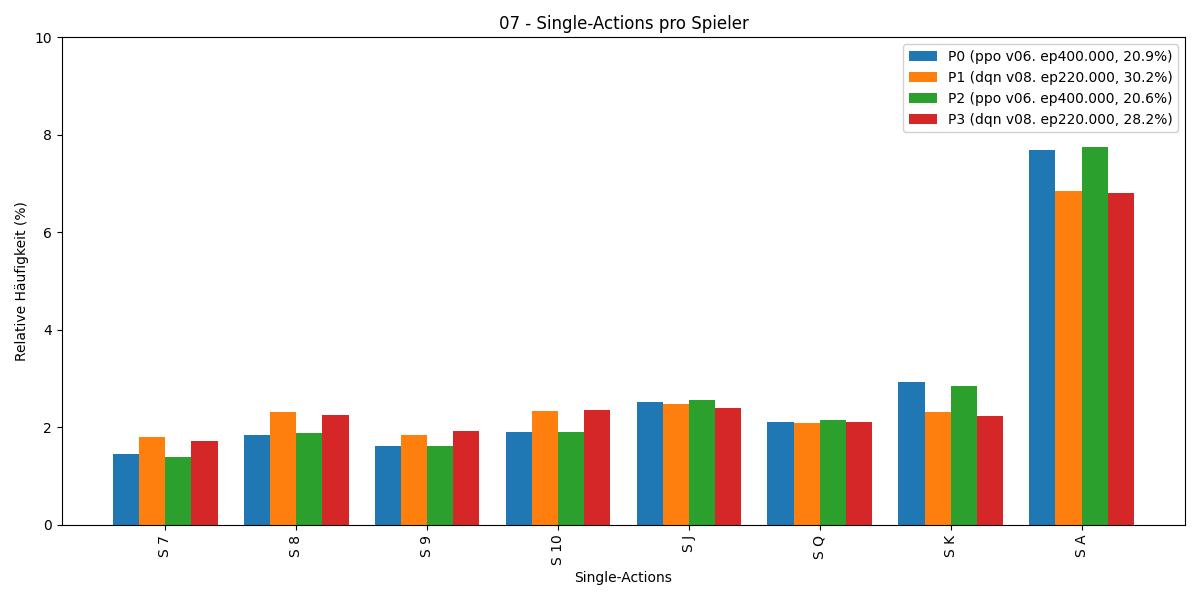 07 - Single-Actions pro Spieler
P0 (ppo v06. ep400.000, 20.9%)
P1 (dqn v08. ep220.000, 30.2%)
P2 (ppo v06. ep400.000, 20.6%)
P3 (dqn v08. ep220.000, 28.2%)
Relative Häufigkeit (%)
10
8
6
4
2
0
S 7
S 8
S 9
S 10
S J
S Q
S K
S A
Single-Actions